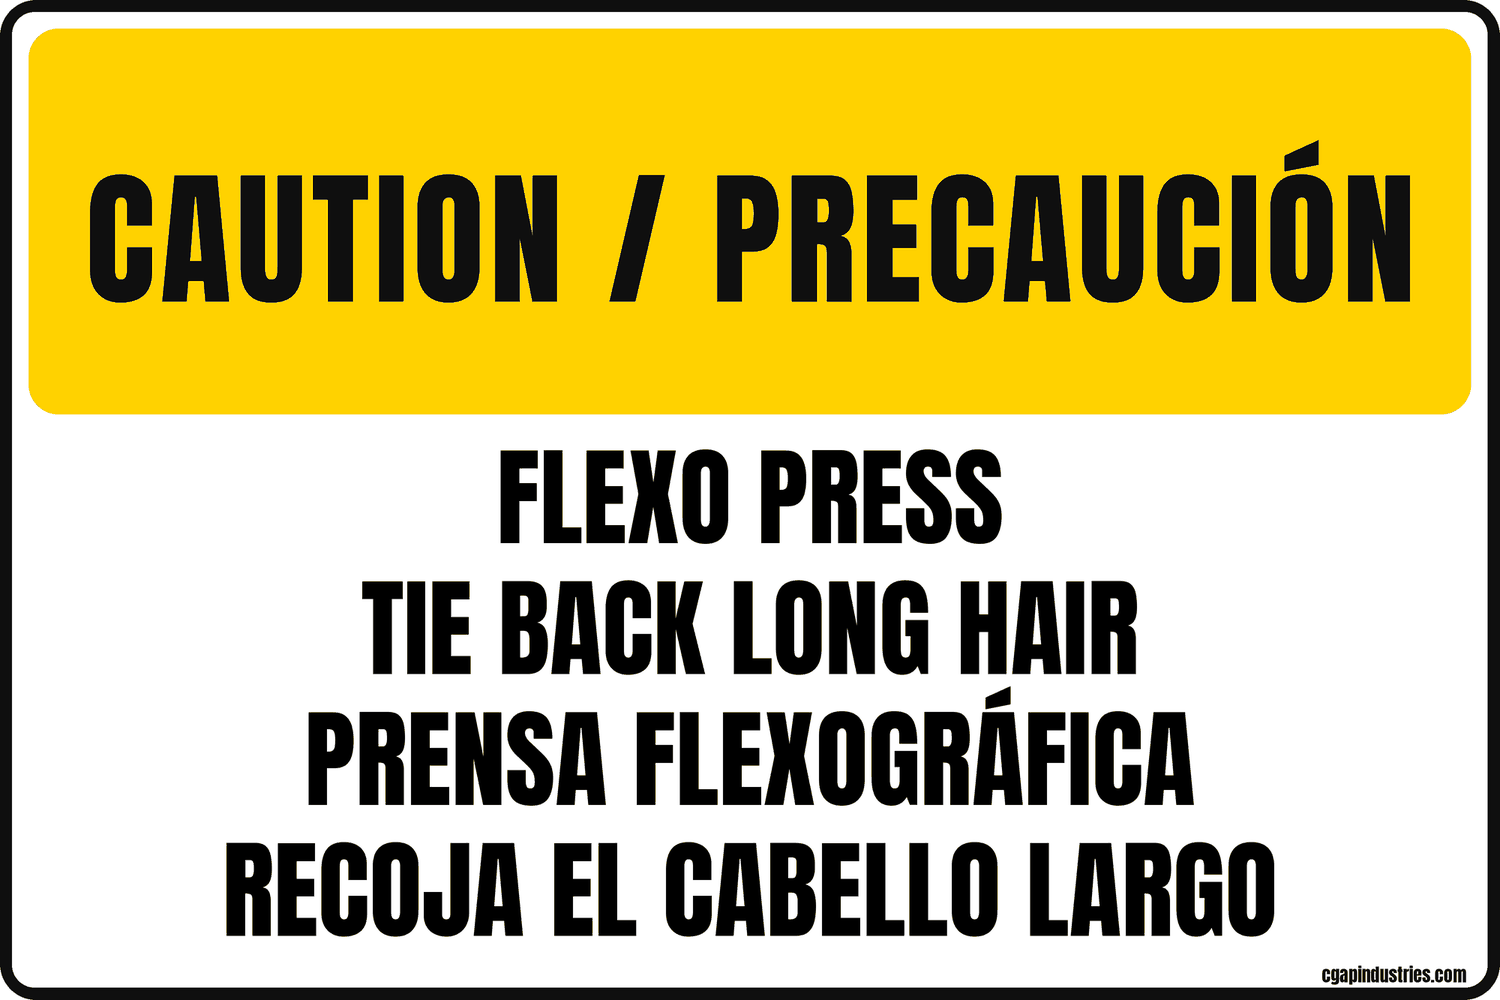 CAUTION / PRECAUCIÓN
FLEXO PRESS
TIE BACK LONG HAIR
PRENSA FLEXOGRÁFICA
RECOJA EL CABELLO LARGO
cgapindustries.com